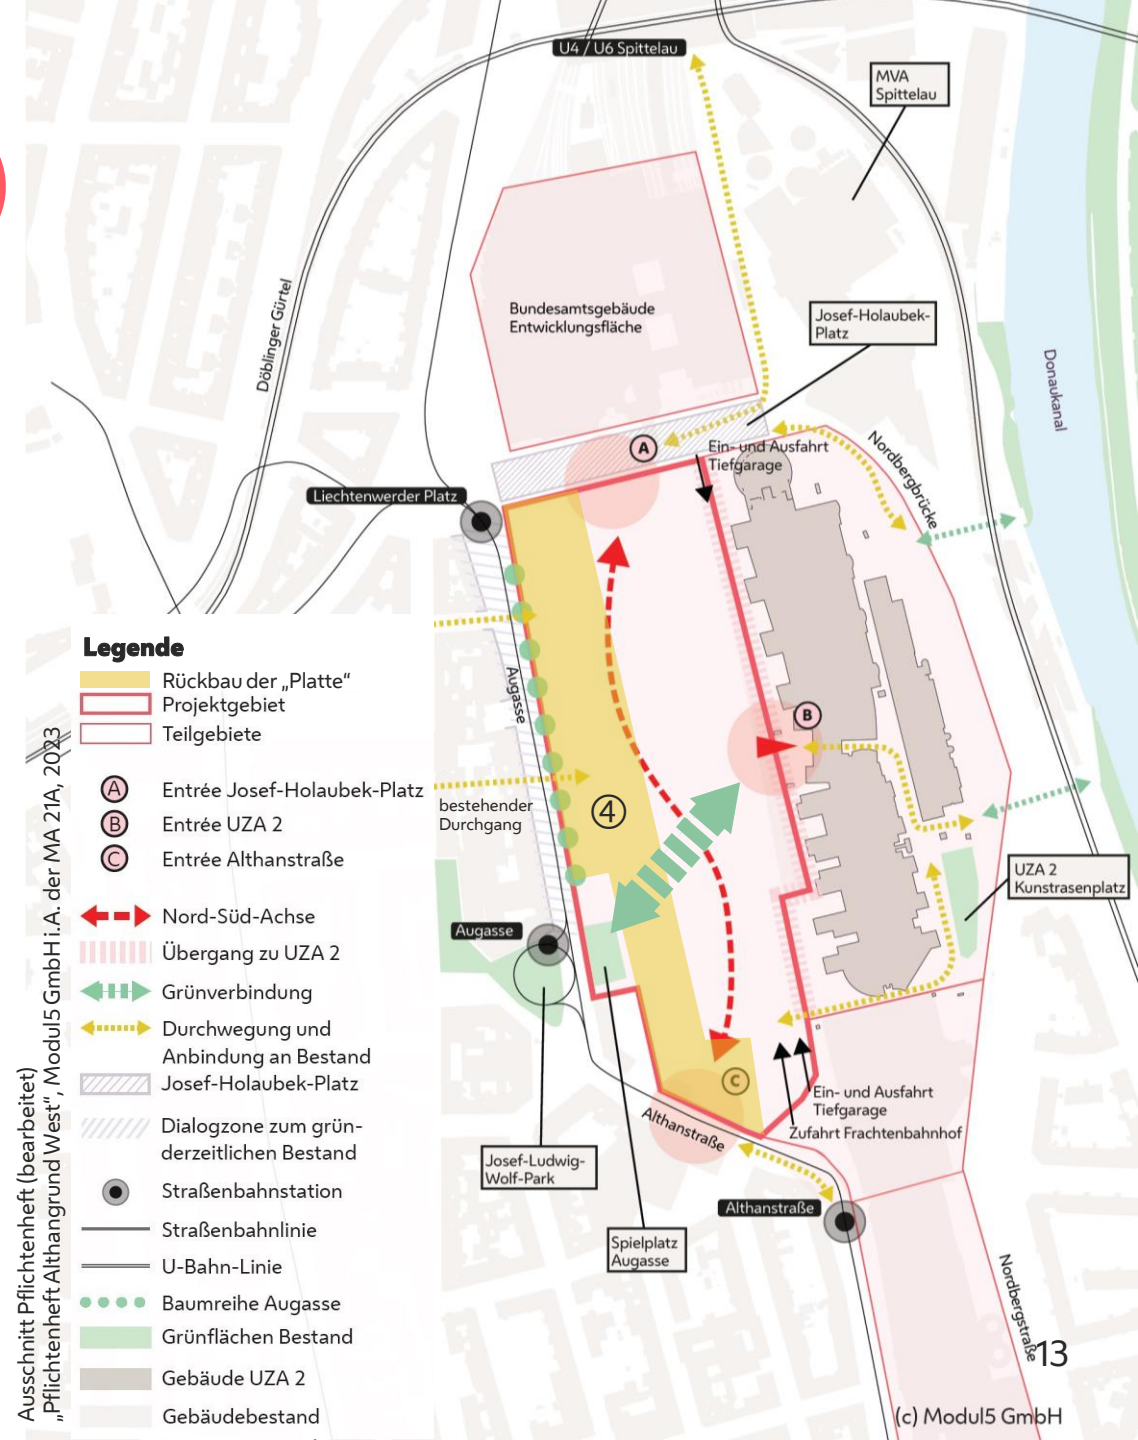 U4 / U6 Spittelau
MVA
Spittelau
Döblinger Gürtel
Bundesamtsgebäude
Entwicklungsfläche
Josef-Holaubek-
Platz
Donaukanal
A
Ein- und Ausfahrt
Tiefgarage
Nordbergbrücke
Liechtenwerder Platz
Augasse
B
bestehender
Durchgang
4
UZA 2
Kunstrasenplatz
Augasse
C
Ein- und Ausfahrt
Tiefgarage
Zufahrt Frachtenbahnhof
Althanstraße
Josef-Ludwig-
Wolf-Park
Althanstraße
Spielplatz
Augasse
Nordbergstraße
Legende
Rückbau der „Platte“
Projektgebiet
Teilgebiete
A Entrée Josef-Holaubek-Platz
B Entrée UZA 2
C Entrée Althanstraße
Nord-Süd-Achse
Übergang zu UZA 2
Grünverbindung
Durchwegung und
Anbindung an Bestand
Josef-Holaubek-Platz
Dialogzone zum grün-
derzeitlichen Bestand
Straßenbahnstation
Straßenbahnlinie
U-Bahn-Linie
Baumreihe Augasse
Grünflächen Bestand
Gebäude UZA 2
Gebäudebestand
Ausschnitt Pflichtenheft (bearbeitet)
„Pflichtenheft Althangrund West“, Modul5 GmbH i.A. der MA 21A, 2023
13
(c) Modul5 GmbH